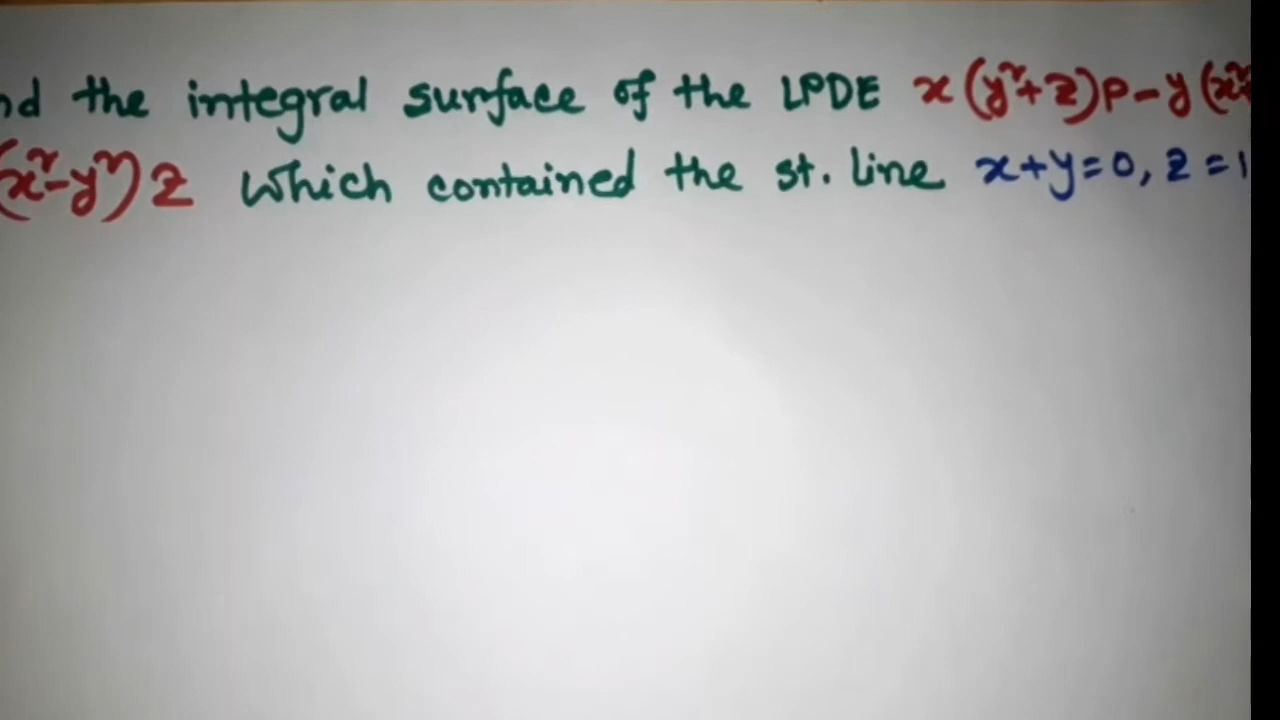 nd the integral surface of the LPDE x(y²+z)p-y(x²+
(x²-y²)z which contained the st. line x+y=0, z=1